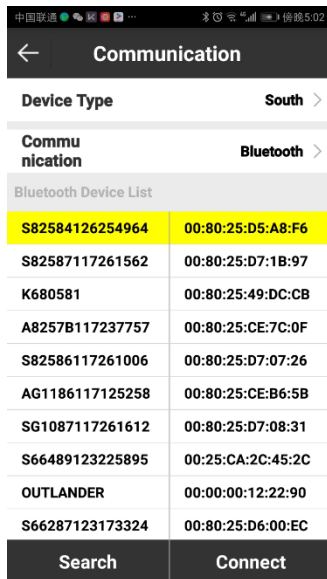 中国联通 ··· 傍晚5:02
Communication
Device Type South
Commu
nication Bluetooth
Bluetooth Device List
S82584126254964 00:80:25:D5:A8:F6
S82587117261562 00:80:25:D7:1B:97
K680581 00:80:25:49:DC:CB
A8257B117237757 00:80:25:CE:7C:0F
S82586117261006 00:80:25:D7:07:26
AG1186117125258 00:80:25:CE:B6:5B
SG1087117261612 00:80:25:D7:08:31
S66489123225895 00:25:CA:2C:45:2C
OUTLANDER 00:00:00:12:22:90
S66287123173324 00:80:25:D6:00:EC
Search Connect